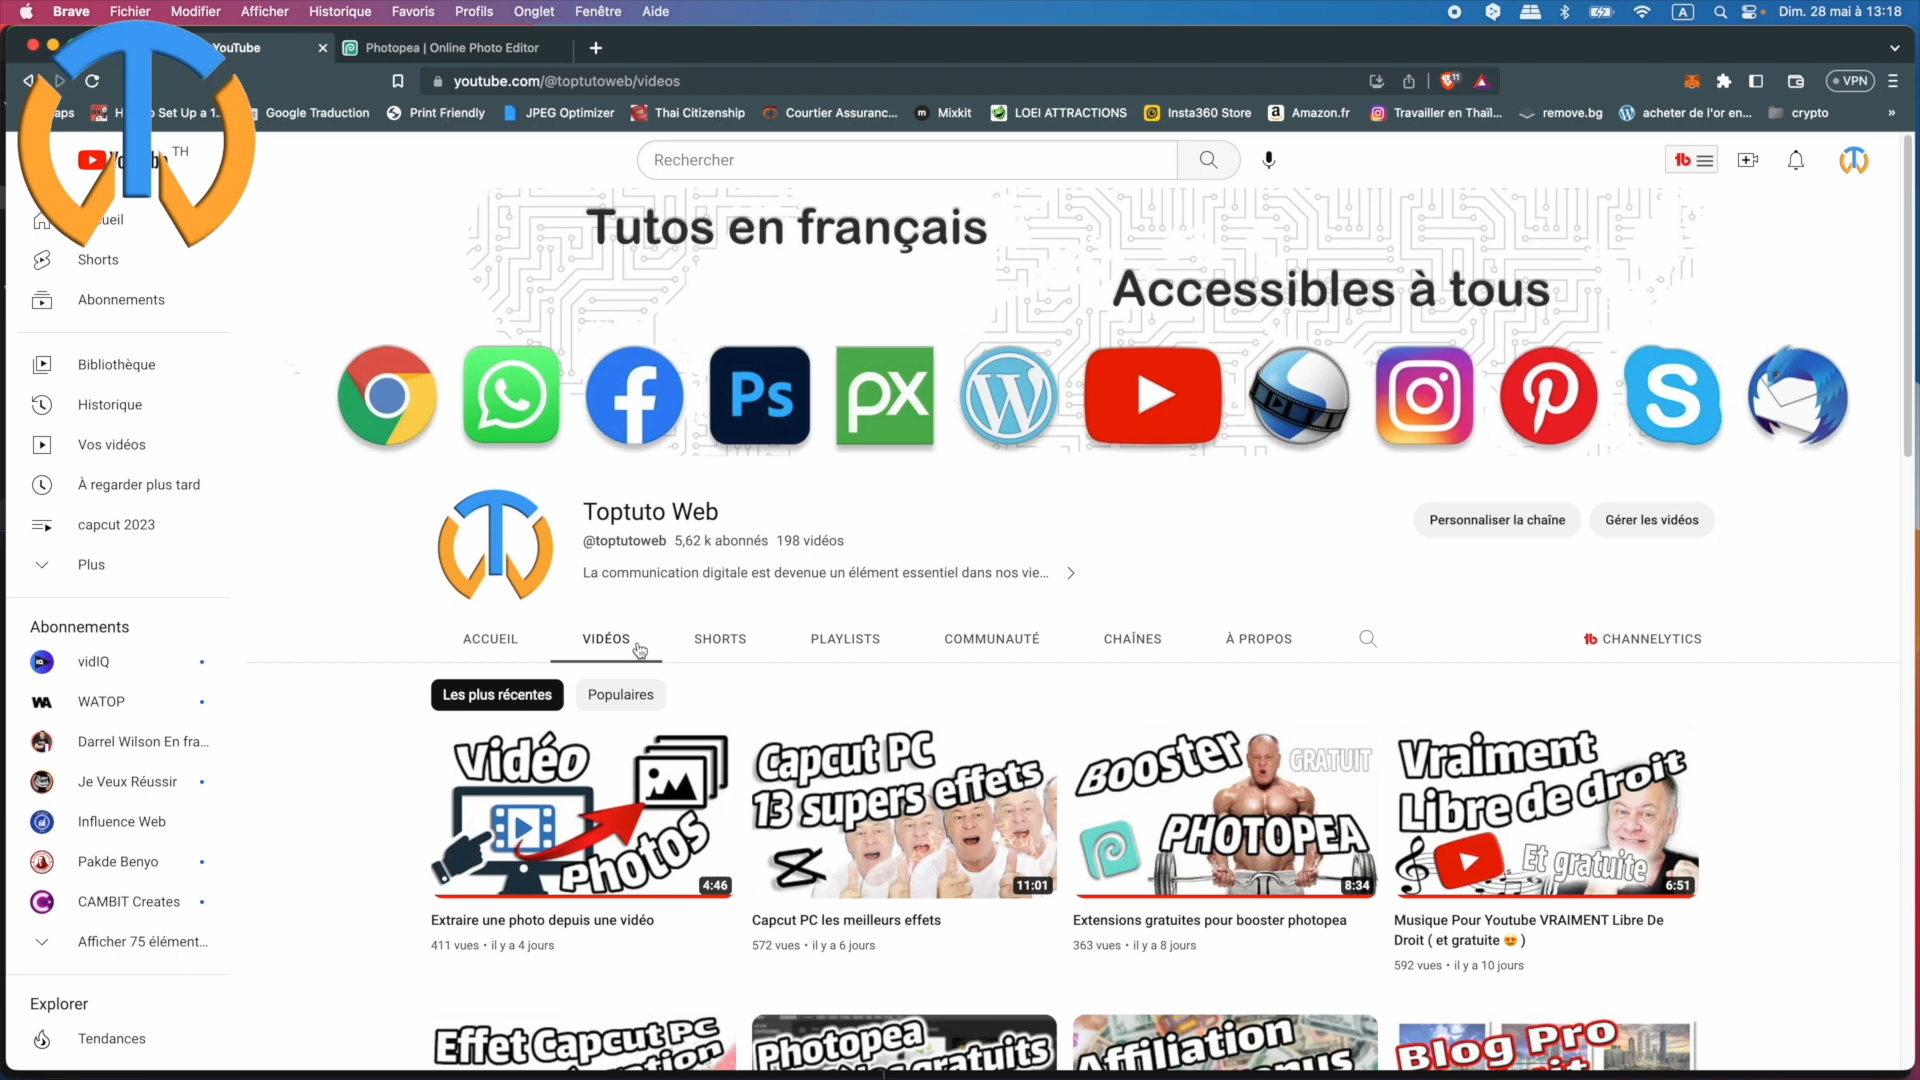 Brave Fichier Modifier Afficher Historique Favoris Profils Onglet Fenêtre Aide
A
Dim. 28 mai à 13:18
YouTube
Photopea | Online Photo Editor
youtube.com/@toptutoweb/videos
11
VPN
Set Up a 1...
Google Traduction
Print Friendly
JPEG Optimizer
Thai Citizenship
Courtier Assuranc...
Mixkit
LOEI ATTRACTIONS
Insta360 Store
Amazon.fr
Travailler en Thaïl...
remove.bg
acheter de l'or en...
crypto
TH
Rechercher
Shorts
Abonnements
Bibliothèque
Historique
Vos vidéos
À regarder plus tard
capcut 2023
Plus
Abonnements
vidIQ
WATOP
Darrel Wilson En fra...
Je Veux Réussir
Influence Web
Pakde Benyo
CAMBIT Creates
Afficher 75 élément...
Explorer
Tendances
Tutos en français
Accessibles à tous
Ps
px
Toptuto Web
@toptutoweb 5,62 k abonnés 198 vidéos
La communication digitale est devenue un élément essentiel dans nos vie...
Personnaliser la chaîne
Gérer les vidéos
ACCUEIL
VIDÉOS
SHORTS
PLAYLISTS
COMMUNAUTÉ
CHAÎNES
À PROPOS
CHANNELYTICS
Les plus récentes
Populaires
Vidéo
Photos
4:46
Capcut PC
13 supers effets
11:01
Booster
GRATUIT
PHOTOPEA
8:34
Vraiment
Libre de droit
Et gratuite
6:51
Extraire une photo depuis une vidéo
411 vues • il y a 4 jours
Capcut PC les meilleurs effets
572 vues • il y a 6 jours
Extensions gratuites pour booster photopea
363 vues • il y a 8 jours
Musique Pour Youtube VRAIMENT Libre De
Droit ( et gratuite 😍 )
592 vues • il y a 10 jours
Effet Capcut PC
Photopea
Affiliation
Blog Pro